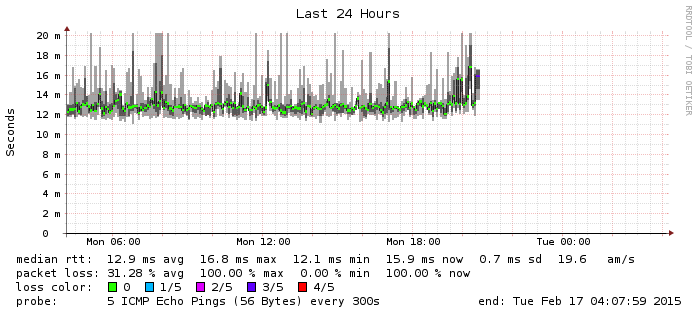 Last 24 Hours
RRDTOOL / TOBI OETIKER
Seconds
20 m
18 m
16 m
14 m
12 m
10 m
8 m
6 m
4 m
2 m
0
Mon 06:00 Mon 12:00 Mon 18:00 Tue 00:00
median rtt: 12.9 ms avg 16.8 ms max 12.1 ms min 15.9 ms now 0.7 ms sd 19.6 am/s
packet loss: 31.28 % avg 100.00 % max 0.00 % min 100.00 % now
loss color: 0 1/5 2/5 3/5 4/5
probe: 5 ICMP Echo Pings (56 Bytes) every 300s end: Tue Feb 17 04:07:59 2015